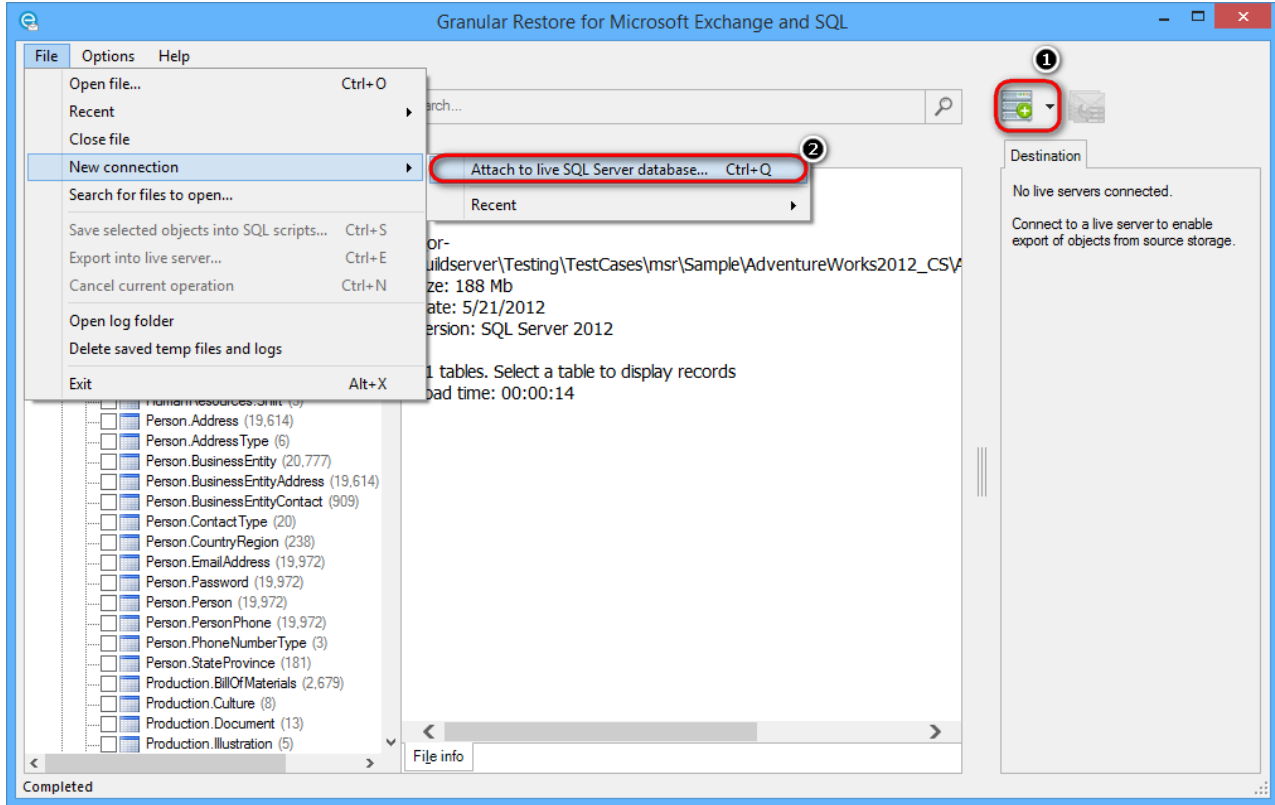 Granular Restore for Microsoft Exchange and SQL
File Options Help
1
Open file... Ctrl+O
Recent
Close file
New connection
Search for files to open...
Save selected objects into SQL scripts... Ctrl+S
Export into live server... Ctrl+E
Cancel current operation Ctrl+N
Open log folder
Delete saved temp files and logs
Exit Alt+X
2
Attach to live SQL Server database... Ctrl+Q
Recent
Destination
No live servers connected.
Connect to a live server to enable
export of objects from source storage.
or-
uildserver\Testing\TestCases\msr\Sample\AdventureWorks2012_CS\A
ze: 188 Mb
ate: 5/21/2012
ersion: SQL Server 2012
1 tables. Select a table to display records
oad time: 00:00:14
Person.Address (19,614)
Person.AddressType (6)
Person.BusinessEntity (20,777)
Person.BusinessEntityAddress (19,614)
Person.BusinessEntityContact (909)
Person.ContactType (20)
Person.CountryRegion (238)
Person.EmailAddress (19,972)
Person.Password (19,972)
Person.Person (19,972)
Person.PersonPhone (19,972)
Person.PhoneNumberType (3)
Person.StateProvince (181)
Production.BillOfMaterials (2,679)
Production.Culture (8)
Production.Document (13)
Production.Illustration (5)
File info
Completed